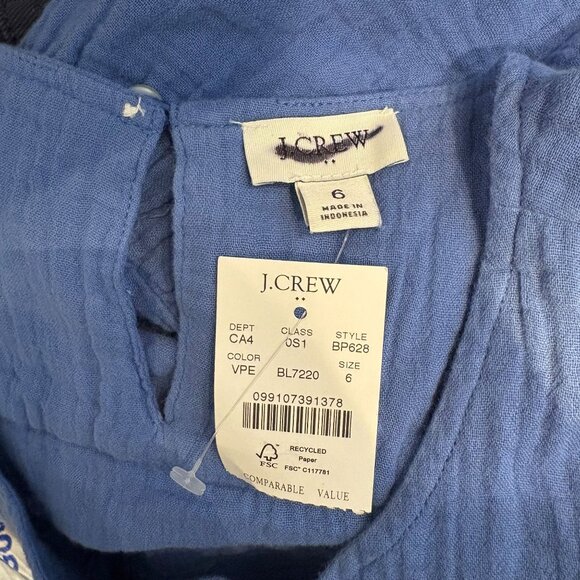 J.CREW
6
MADE IN
INDONESIA
J.CREW
DEPT CLASS STYLE
CA4 0S1 BP628
COLOR SIZE
VPE BL7220 6
099107391378
FSC
RECYCLED
Paper
FSC® C117781
COMPARABLE VALUE